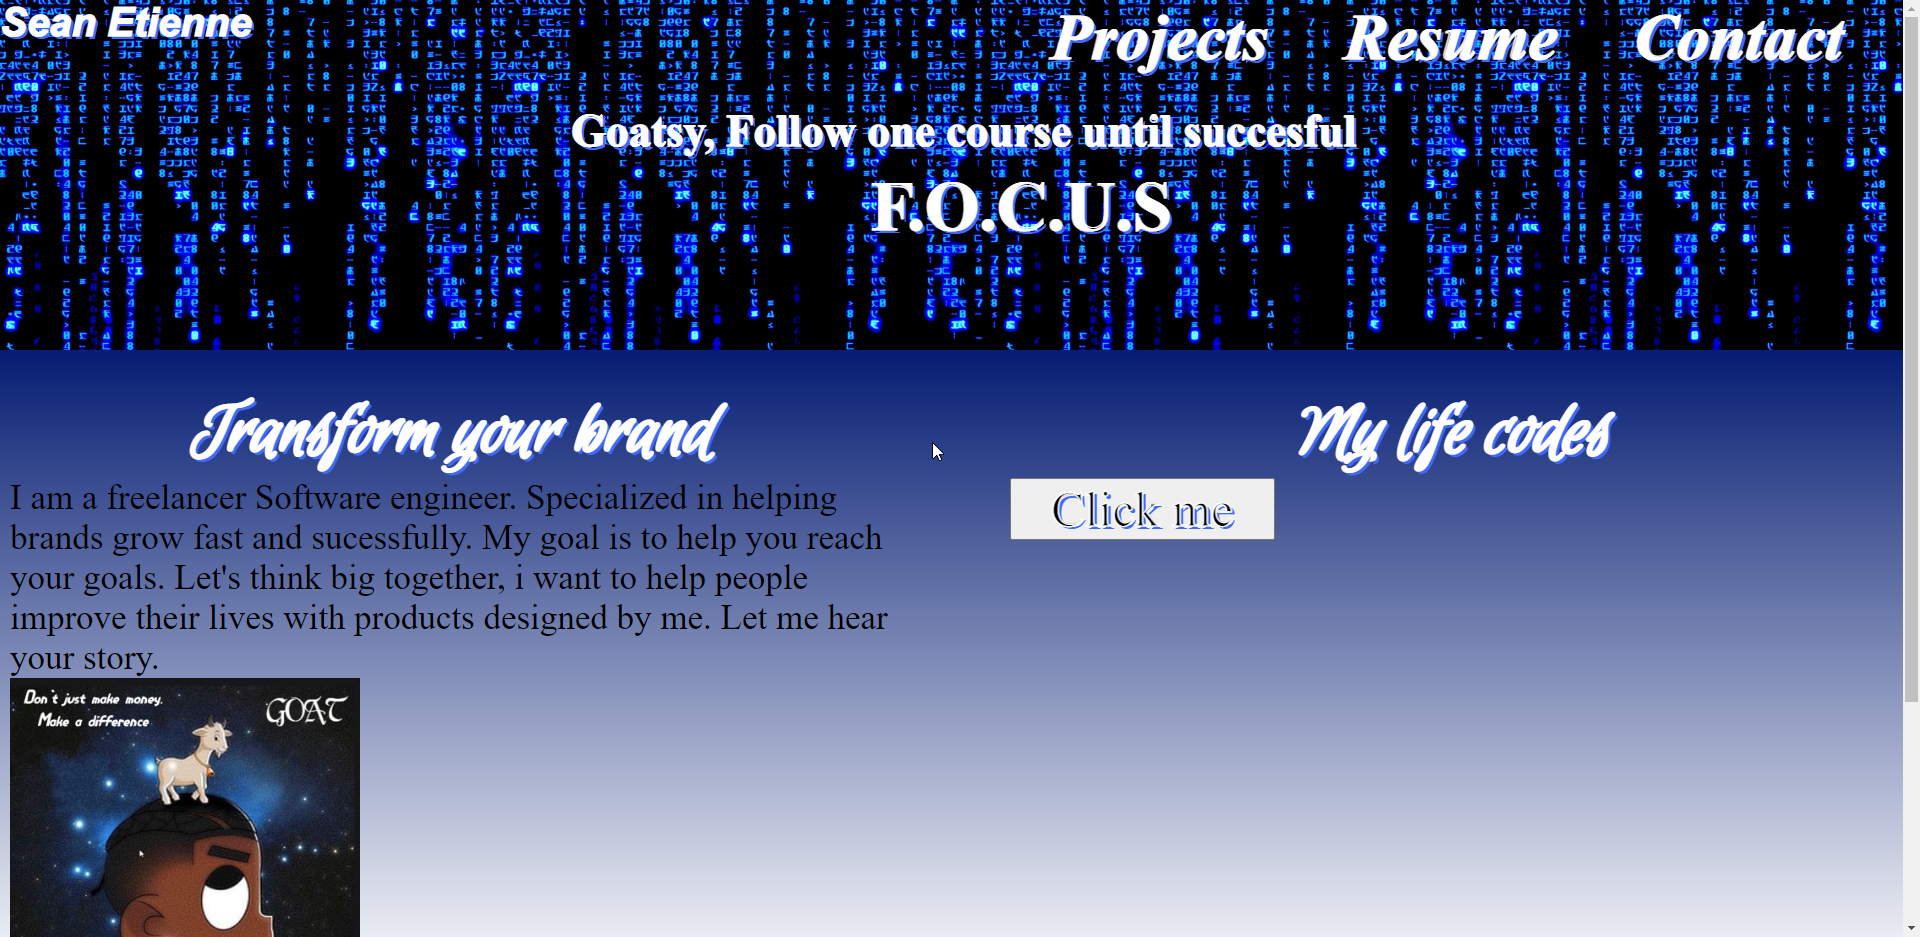 Sean Etienne
Projects Resume Contact
Goatsy, Follow one course until succesful
F.O.C.U.S
Transform your brand
I am a freelancer Software engineer. Specialized in helping
brands grow fast and sucessfully. My goal is to help you reach
your goals. Let's think big together, i want to help people
improve their lives with products designed by me. Let me hear
your story.
Don't just make money.
Make a difference
GOAT
My life codes
Click me